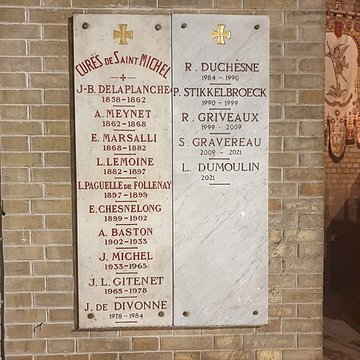 CURÉS DE SAINT MICHEL
J-B. DELAPLANCHE
1858-1862
A. MEYNET
1862-1868
E. MARSALLI
1868-1882
L. LEMOINE
1882-1897
L. PAGUELLE DE FOLLENAY
1897-1899
E. CHESNELONG
1899-1902
A. BASTON
1902-1933
J. MICHEL
1933-1965
J. L. GITENET
1965-1978
J. DE DIVONNE
1978-1984
R. DUCHESNE
1984-1990
P. STIKKELBROECK
1990-1999
R. GRIVEAUX
1999-2009
S. GRAVEREAU
2009-2021
L. DUMOULIN
2021